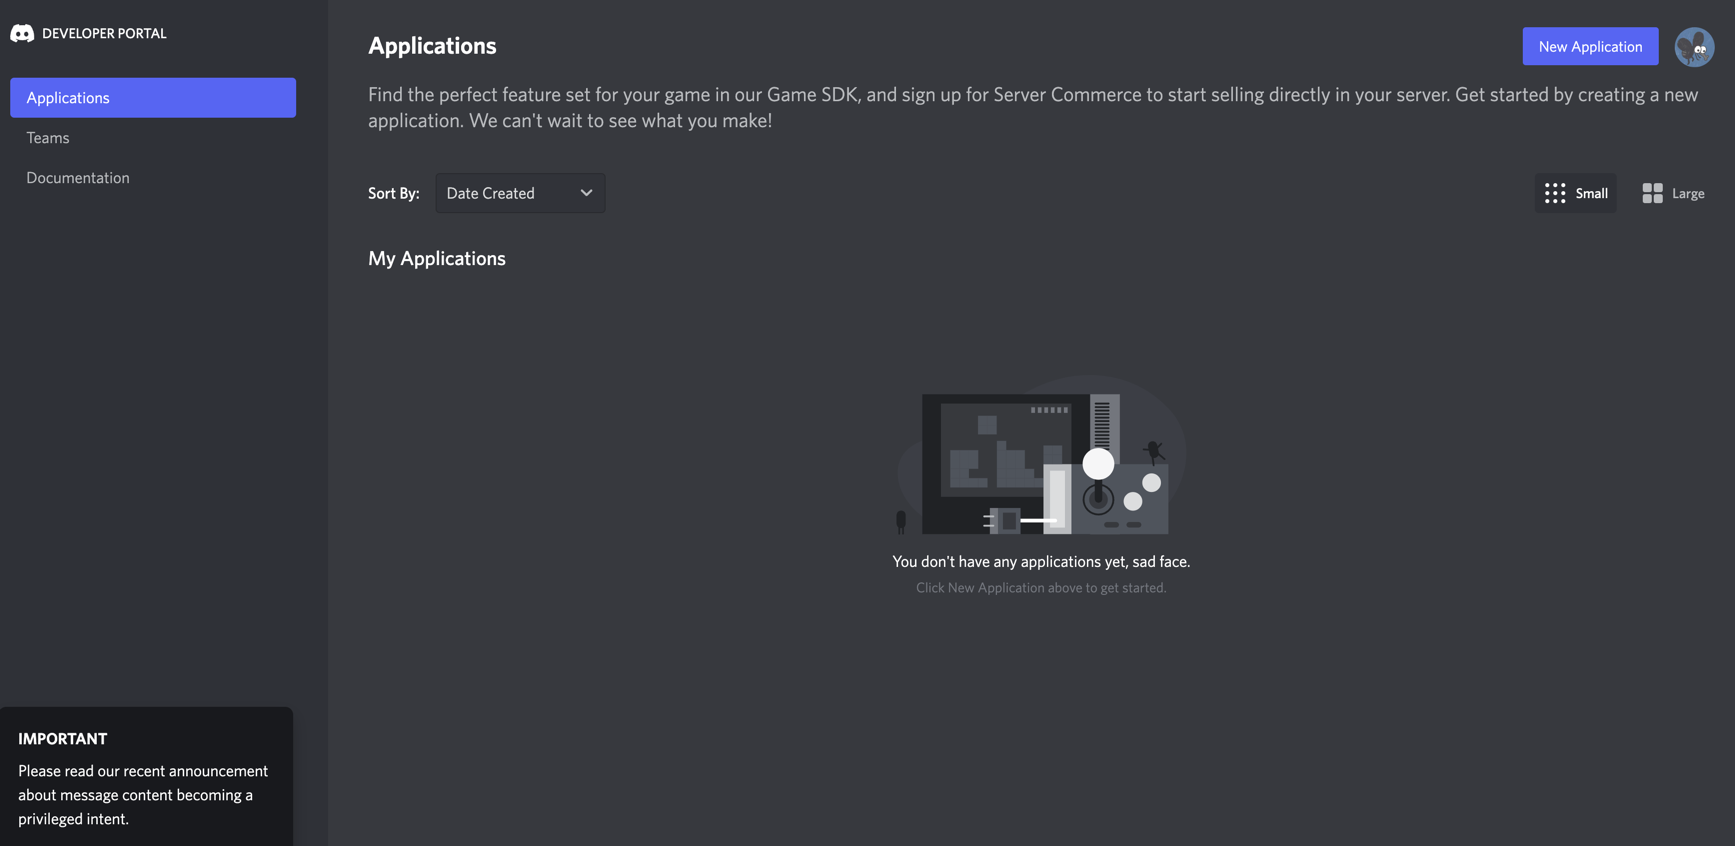 DEVELOPER PORTAL
Applications
Teams
Documentation
IMPORTANT
Please read our recent announcement
about message content becoming a
privileged intent.
Applications
New Application
Find the perfect feature set for your game in our Game SDK, and sign up for Server Commerce to start selling directly in your server. Get started by creating a new
application. We can't wait to see what you make!
Sort By: Date Created
Small Large
My Applications
You don't have any applications yet, sad face.
Click New Application above to get started.